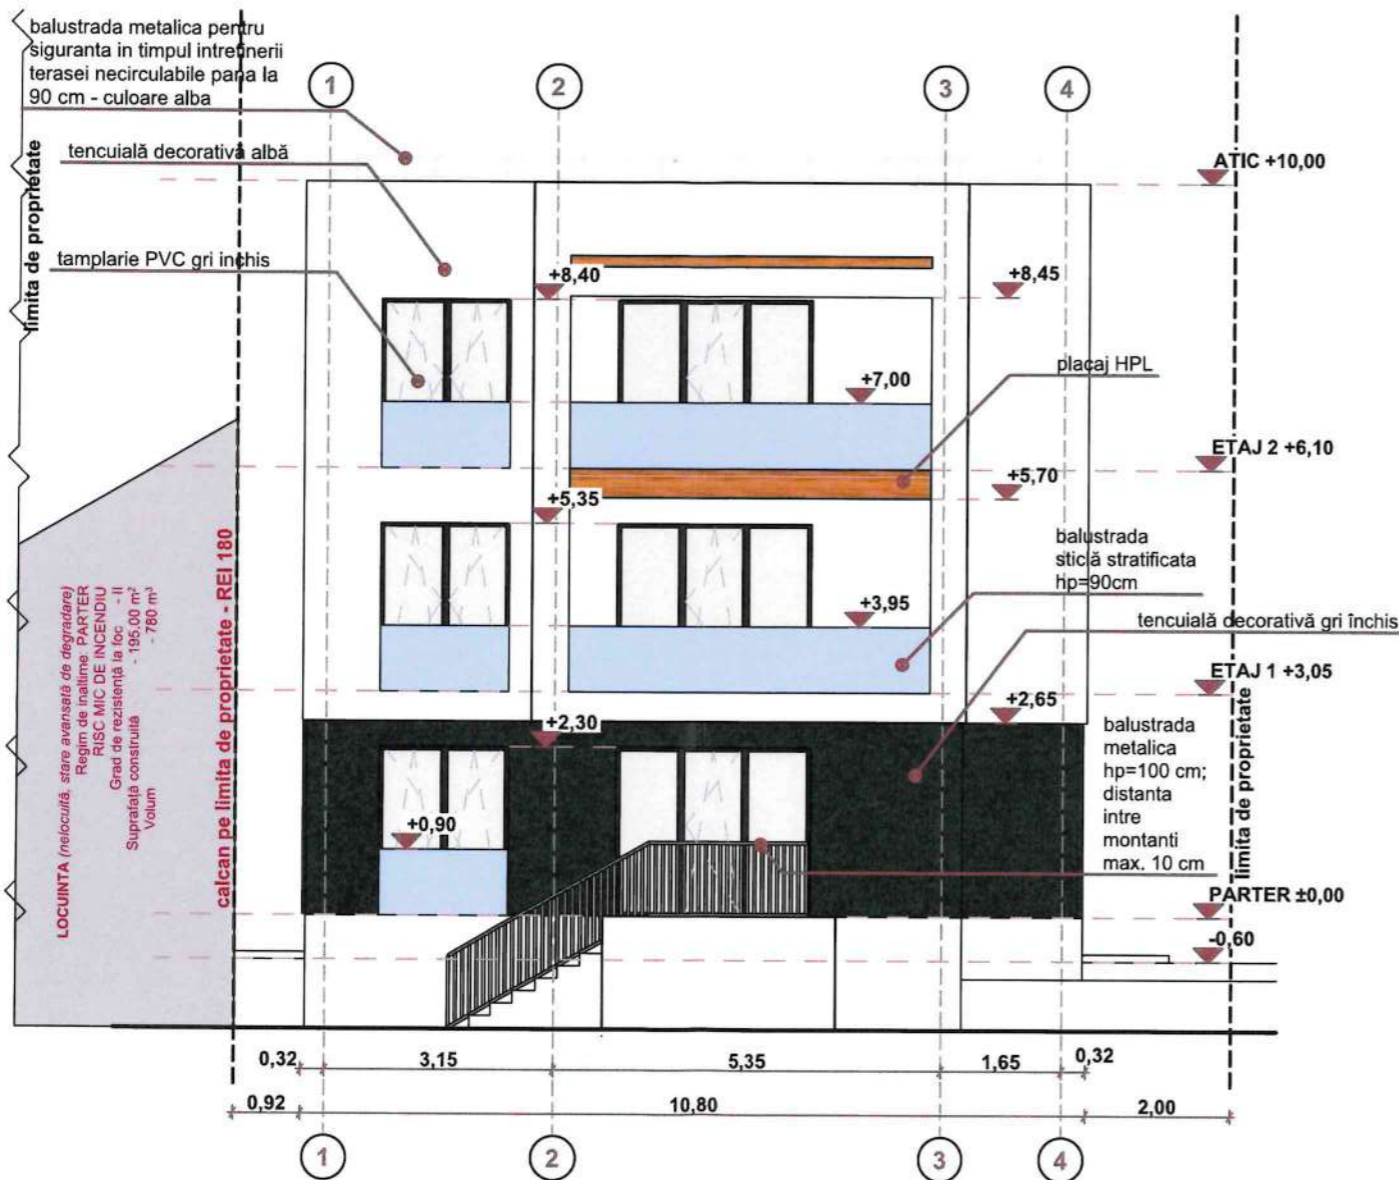 balustrada metalica pentru
siguranta in timpul intretinerii
terasei necirculabile pana la
90 cm - culoare alba
1
2
3
4
tencuială decorativă albă
limita de proprietate
ATIC +10,00
tamplarie PVC gri inchis
+8,40
+8,45
placaj HPL
+7,00
ETAJ 2 +6,10
+5,70
+5,35
balustrada
sticlă stratificata
hp=90cm
+3,95
tencuială decorativă gri închis
ETAJ 1 +3,05
+2,65
+2,30
balustrada
metalica
hp=100 cm;
distanta
intre
montanti
max. 10 cm
limita de proprietate
+0,90
PARTER ±0,00
-0,60
LOCUINTA (nelocuită, stare avansată de degradare)
Regim de inaltime: PARTER
RISC MIC DE INCENDIU
Grad de rezistență la foc - II
Suprafață construită - 195,00 m²
Volum - 780 m³
calcan pe limita de proprietate - REI 180
0,32
3,15
5,35
1,65
0,32
0,92
10,80
2,00
1
2
3
4